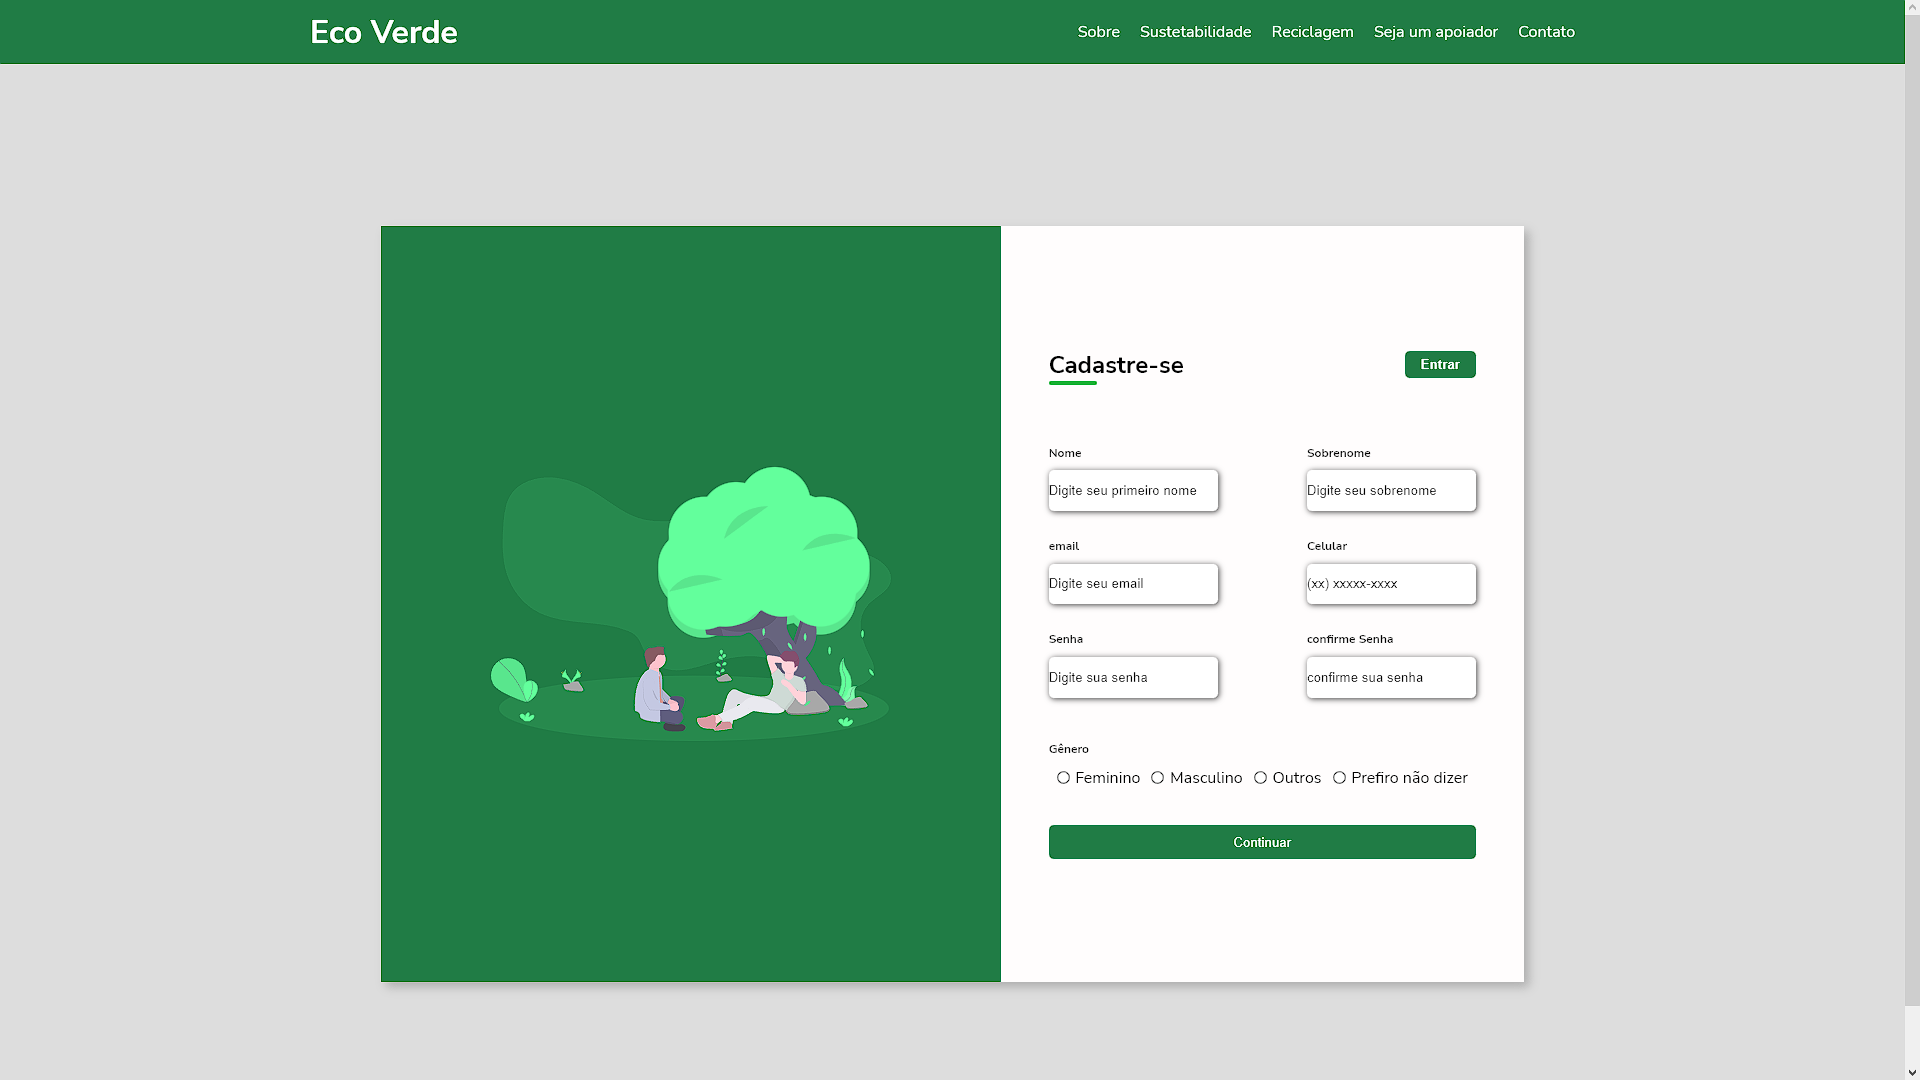 Eco Verde
Sobre Sustetabilidade Reciclagem Seja um apoiador Contato
Cadastre-se
Entrar
Nome Sobrenome
Digite seu primeiro nome Digite seu sobrenome
email Celular
Digite seu email (xx) xxxxx-xxxx
Senha confirme Senha
Digite sua senha confirme sua senha
Gênero
Feminino Masculino Outros Prefiro não dizer
Continuar